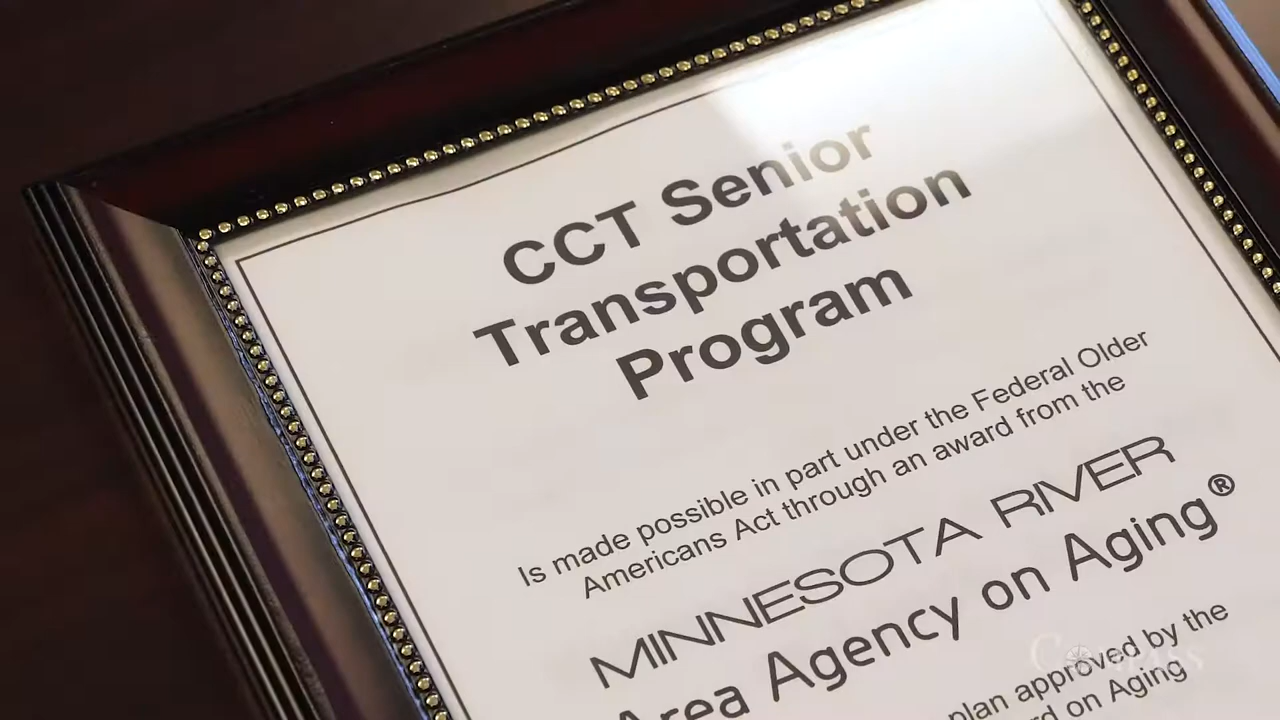 CCT Senior
Transportation
Program
Is made possible in part under the Federal Older
Americans Act through an award from the
MINNESOTA RIVER
Area Agency on Aging®
plan approved by the
on Aging
Compass